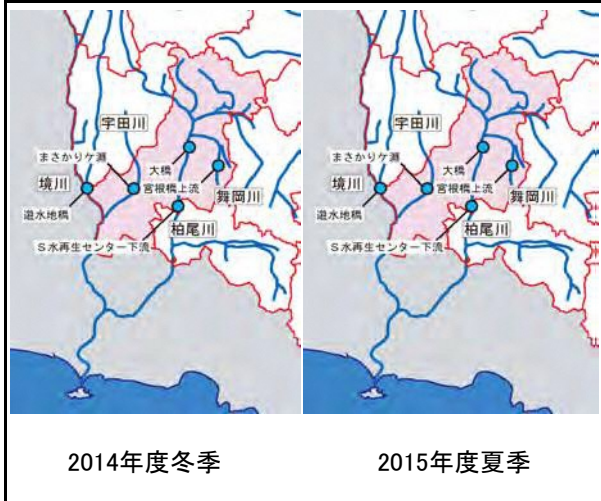 宇田川
まさかりケ淵
大橋
境川
宮根橋上流
舞岡川
遊水地橋
柏尾川
S水再生センター下流
宇田川
まさかりケ淵
大橋
境川
宮根橋上流
舞岡川
遊水地橋
柏尾川
S水再生センター下流
2014年度冬季
2015年度夏季